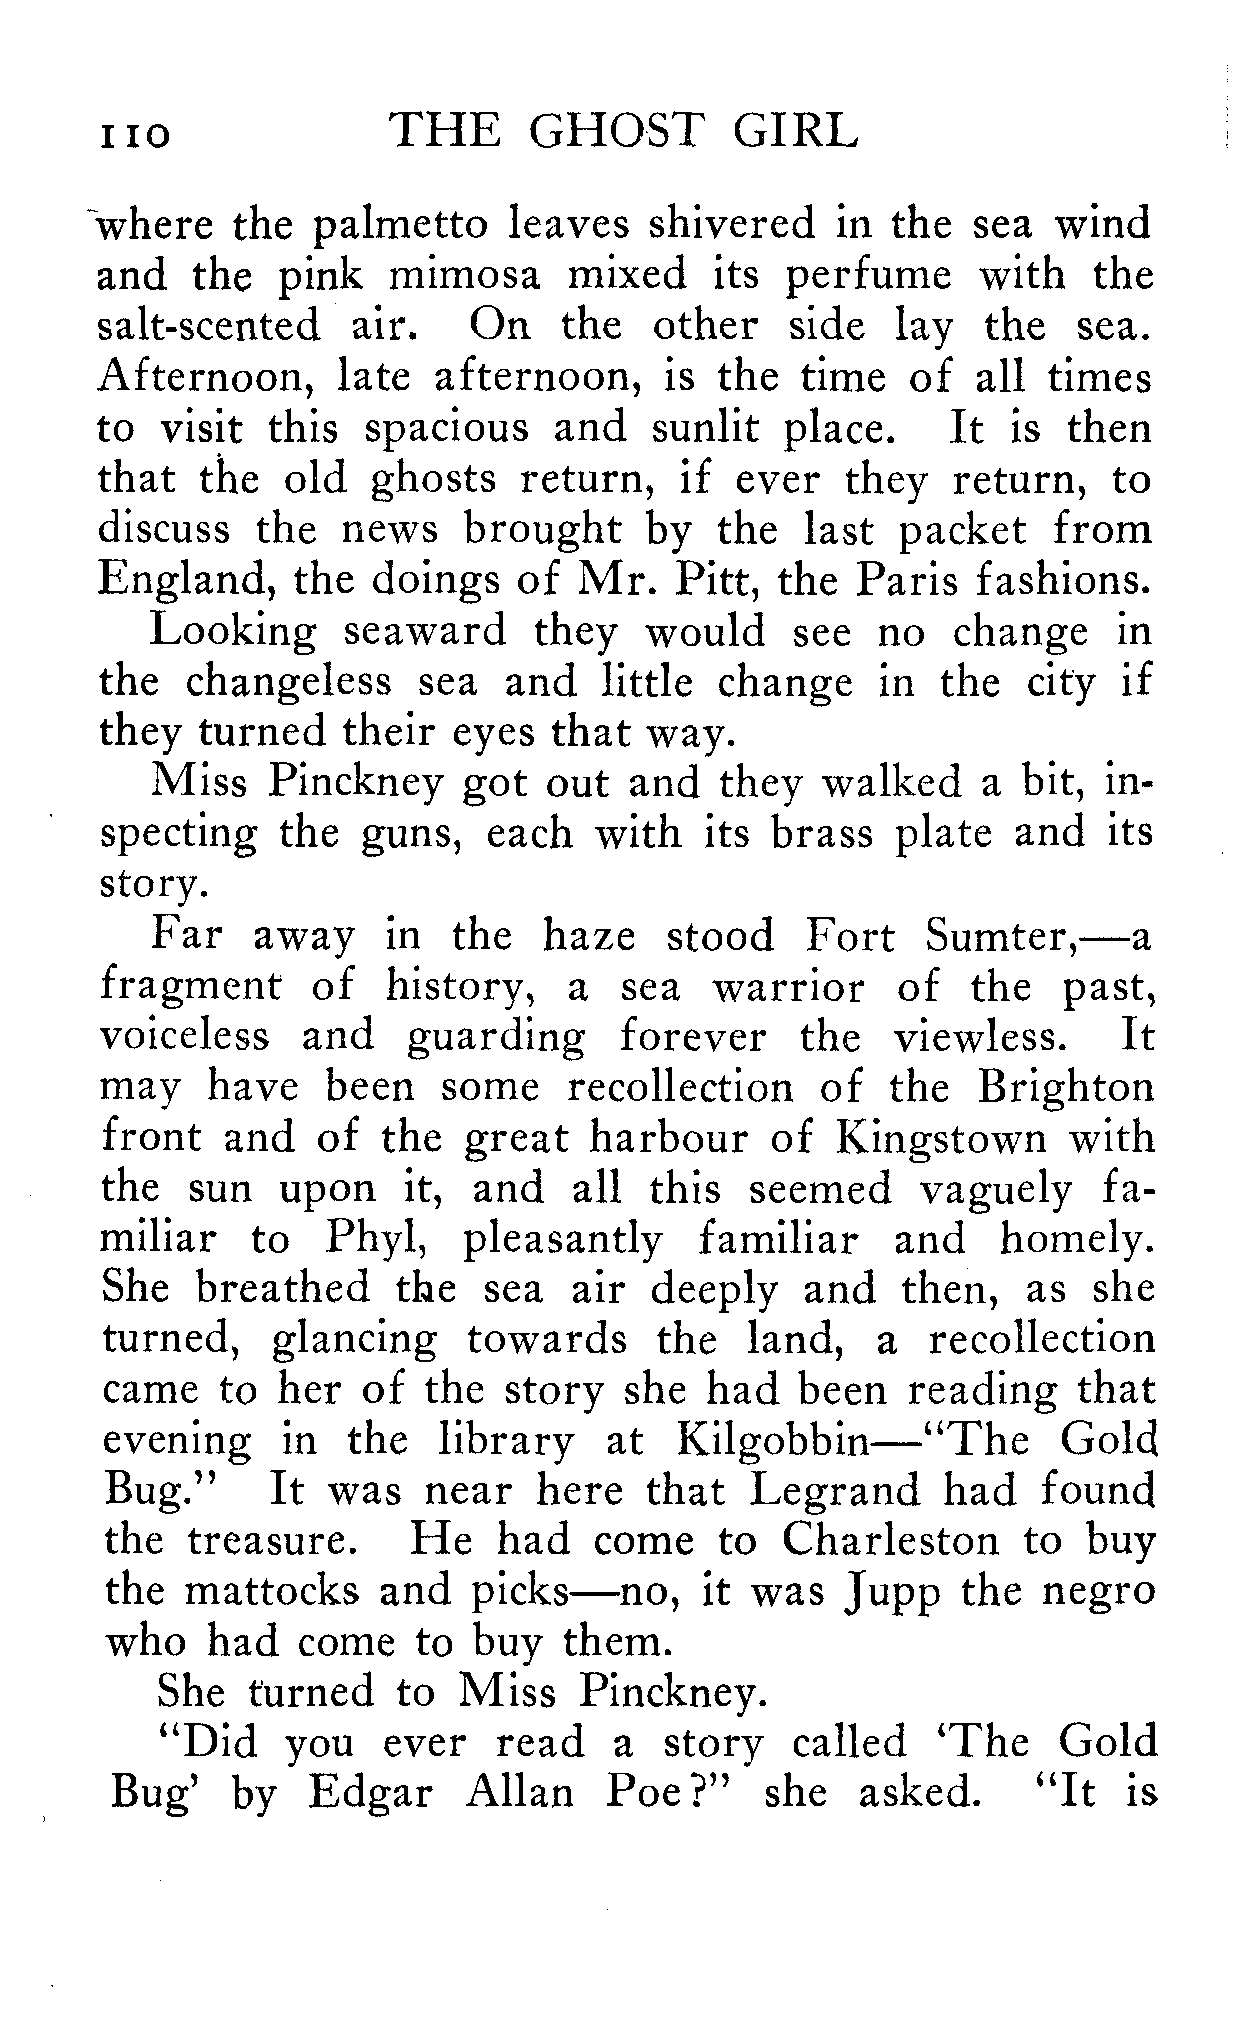 110 THE GHOST GIRL
where the palmetto leaves shivered in the sea wind
and the pink mimosa mixed its perfume with the
salt-scented air. On the other side lay the sea.
Afternoon, late afternoon, is the time of all times
to visit this spacious and sunlit place. It is then
that the old ghosts return, if ever they return, to
discuss the news brought by the last packet from
England, the doings of Mr. Pitt, the Paris fashions.
Looking seaward they would see no change in
the changeless sea and little change in the city if
they turned their eyes that way.
Miss Pinckney got out and they walked a bit, in-
specting the guns, each with its brass plate and its
story.
Far away in the haze stood Fort Sumter,—a
fragment of history, a sea warrior of the past,
voiceless and guarding forever the viewless. It
may have been some recollection of the Brighton
front and of the great harbour of Kingstown with
the sun upon it, and all this seemed vaguely fa-
miliar to Phyl, pleasantly familiar and homely.
She breathed the sea air deeply and then, as she
turned, glancing towards the land, a recollection
came to her of the story she had been reading that
evening in the library at Kilgobbin—"The Gold
Bug." It was near here that Legrand had found
the treasure. He had come to Charleston to buy
the mattocks and picks—no, it was Jupp the negro
who had come to buy them.
She turned to Miss Pinckney.
"Did you ever read a story called 'The Gold
Bug' by Edgar Allan Poe?" she asked. "It is